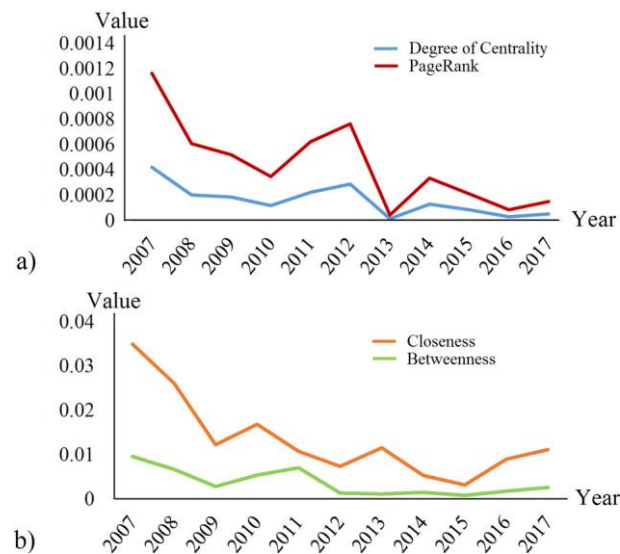 Value
0.0014
0.0012
0.001
0.0008
0.0006
0.0004
0.0002
0
Degree of Centrality
PageRank
Year
2007 2008 2009 2010 2011 2012 2013 2014 2015 2016 2017
a)
Value
0.04
0.03
0.02
0.01
0
Closeness
Betweenness
Year
2007 2008 2009 2010 2011 2012 2013 2014 2015 2016 2017
b)